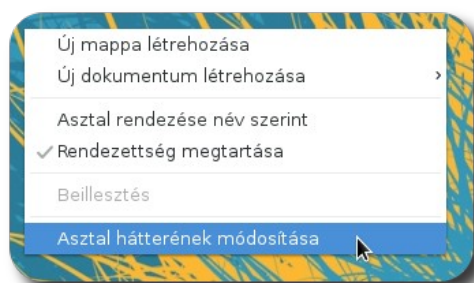 Új mappa létrehozása
Új dokumentum létrehozása
Asztal rendezése név szerint
Rendezettség megtartása
Beillesztés
Asztal hátterének módosítása